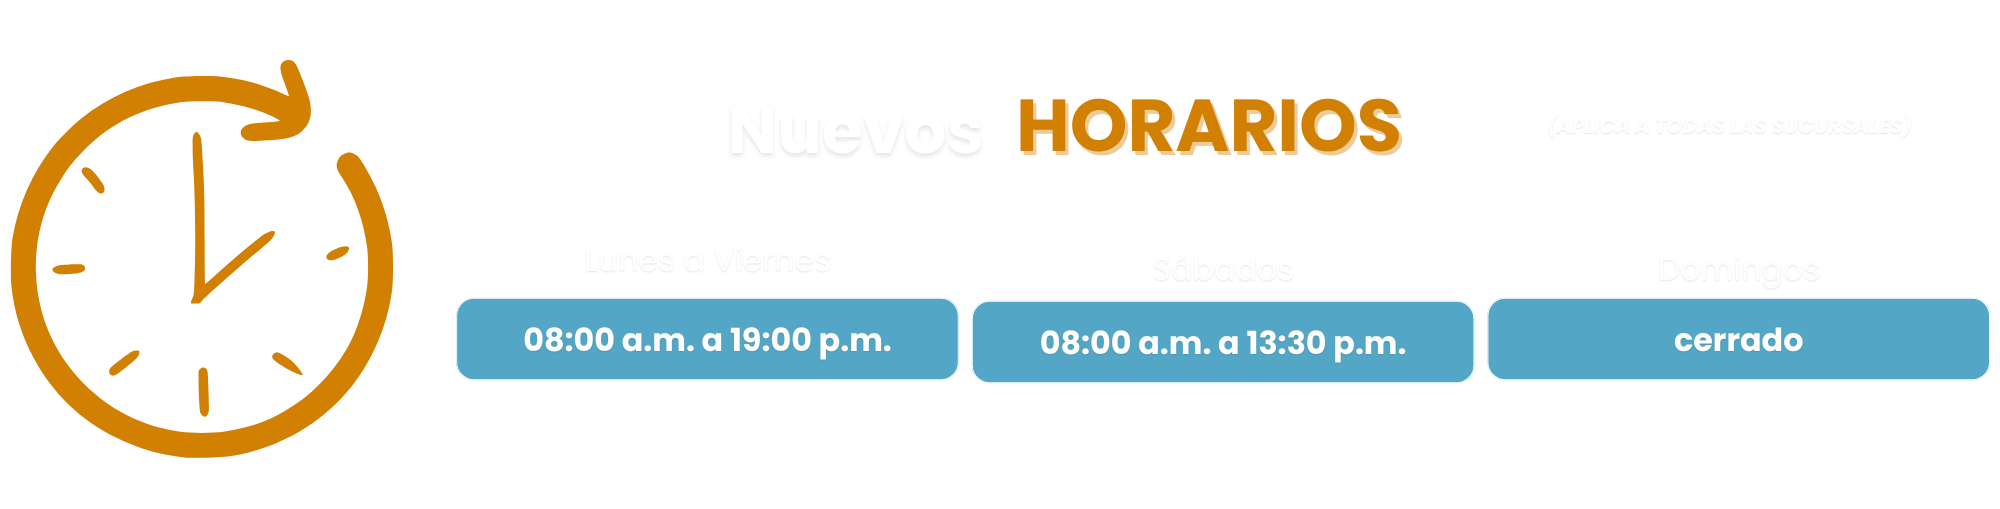 Nuevos HORARIOS
(APLICA A TODAS LAS SUCURSALES)
Lunes a Viernes
08:00 a.m. a 19:00 p.m.
Sábados
08:00 a.m. a 13:30 p.m.
Domingos
cerrado